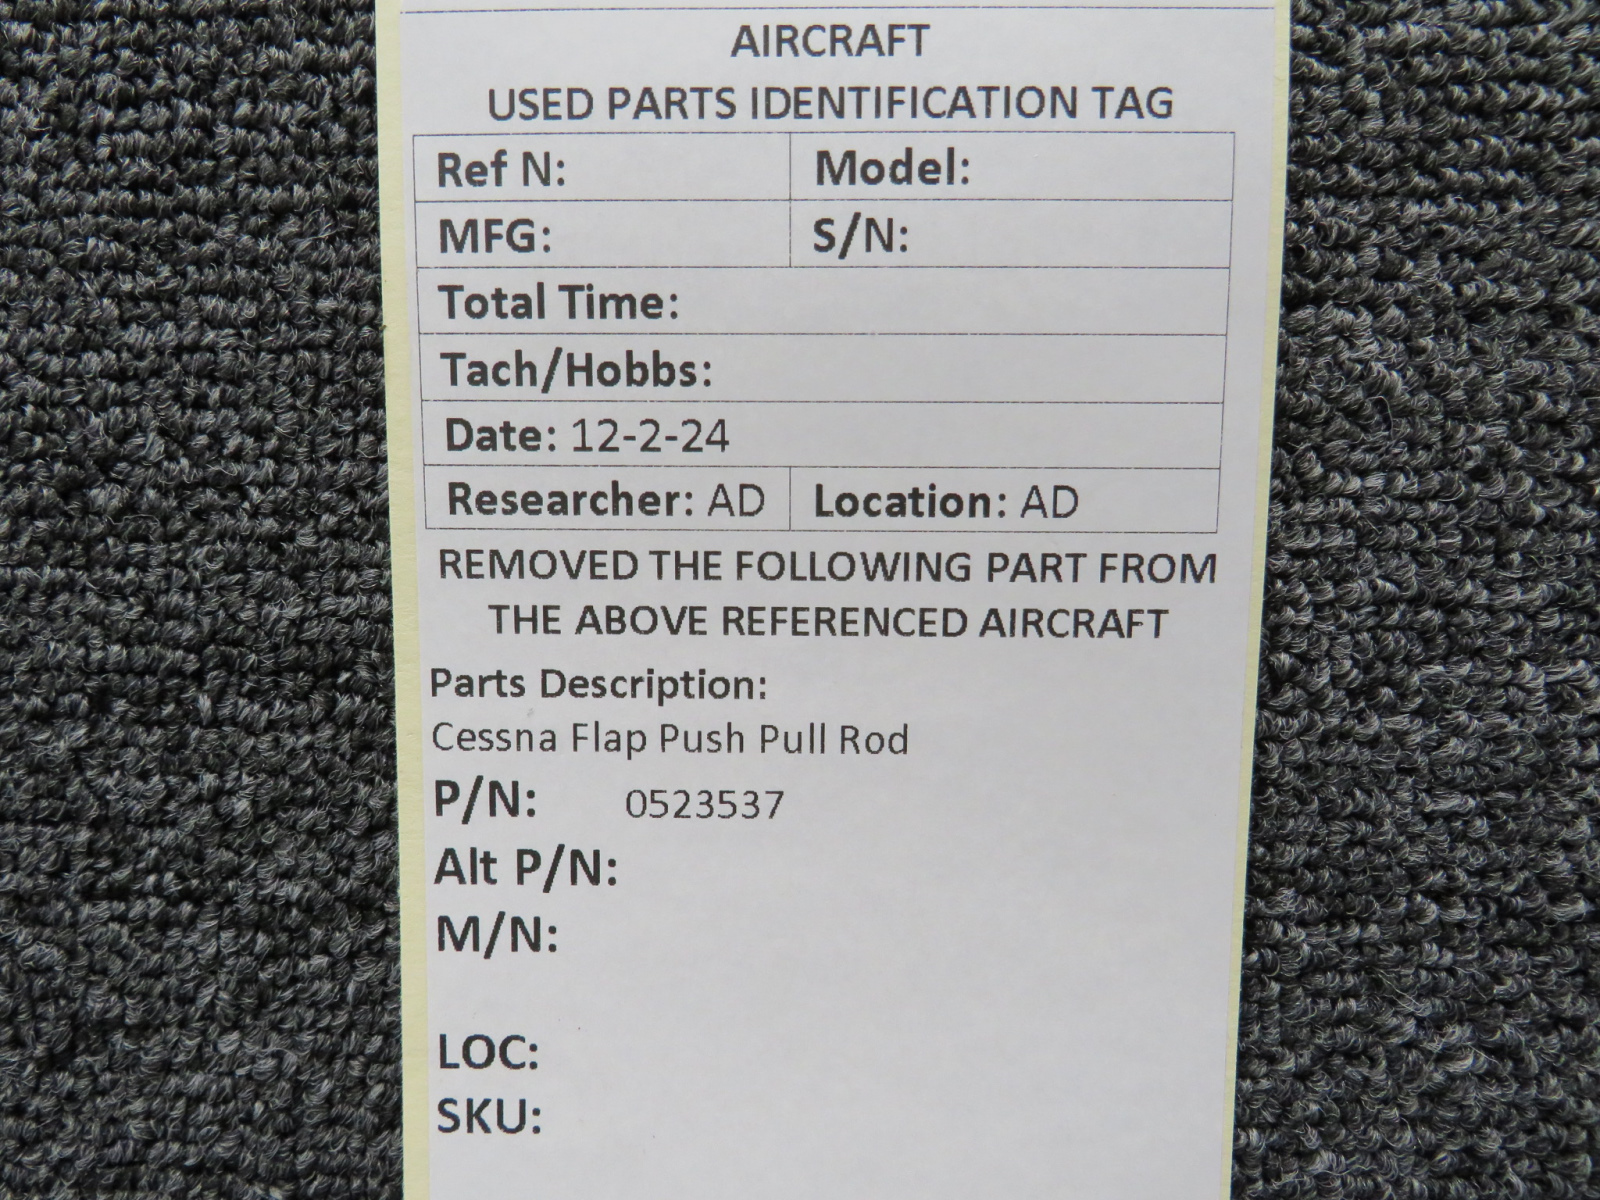 AIRCRAFT
USED PARTS IDENTIFICATION TAG
Ref N: Model:
MFG: S/N:
Total Time:
Tach/Hobbs:
Date: 12-2-24
Researcher: AD Location: AD
REMOVED THE FOLLOWING PART FROM
THE ABOVE REFERENCED AIRCRAFT
Parts Description:
Cessna Flap Push Pull Rod
P/N: 0523537
Alt P/N:
M/N:
LOC:
SKU: